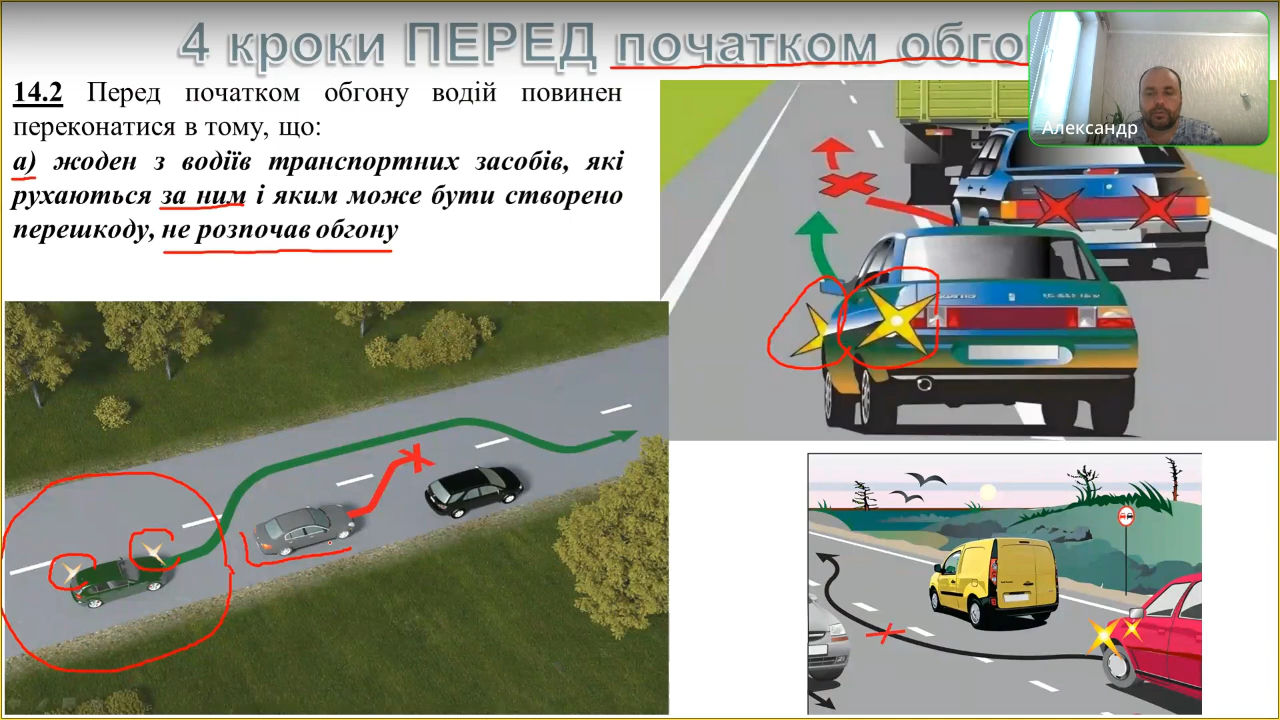 4 кроки ПЕРЕД початком обго
Александр
14.2 Перед початком обгону водій повинен
переконатися в тому, що:
а) жоден з водіїв транспортних засобів, які
рухаються за ним і яким може бути створено
перешкоду, не розпочав обгону